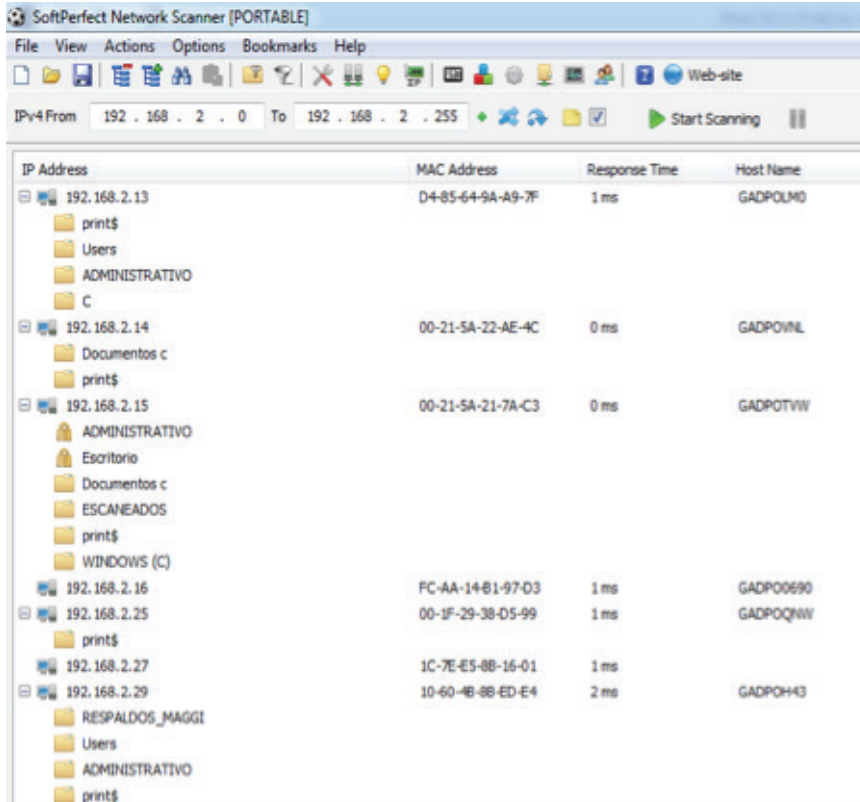 SoftPerfect Network Scanner [PORTABLE]
File View Actions Options Bookmarks Help
Web-site
IPv4 From 192 . 168 . 2 . 0 To 192 . 168 . 2 . 255 Start Scanning
IP Address MAC Address Response Time Host Name
192.168.2.13 D4-85-64-9A-A9-7F 1 ms GADPOLM0
print$
Users
ADMINISTRATIVO
C
192.168.2.14 00-21-5A-22-AE-4C 0 ms GADPOVNL
Documentos c
print$
192.168.2.15 00-21-5A-21-7A-C3 0 ms GADPOTVW
ADMINISTRATIVO
Escritorio
Documentos c
ESCANEADOS
print$
WINDOWS (C)
192.168.2.16 FC-AA-14-B1-97-D3 1 ms GADPO0690
192.168.2.25 00-1F-29-38-D5-99 1 ms GADPOQNW
print$
192.168.2.27 1C-7E-E5-8B-16-01 1 ms
192.168.2.29 10-60-4B-8B-ED-E4 2 ms GADPOH43
RESPALDOS_MAGGI
Users
ADMINISTRATIVO
print$